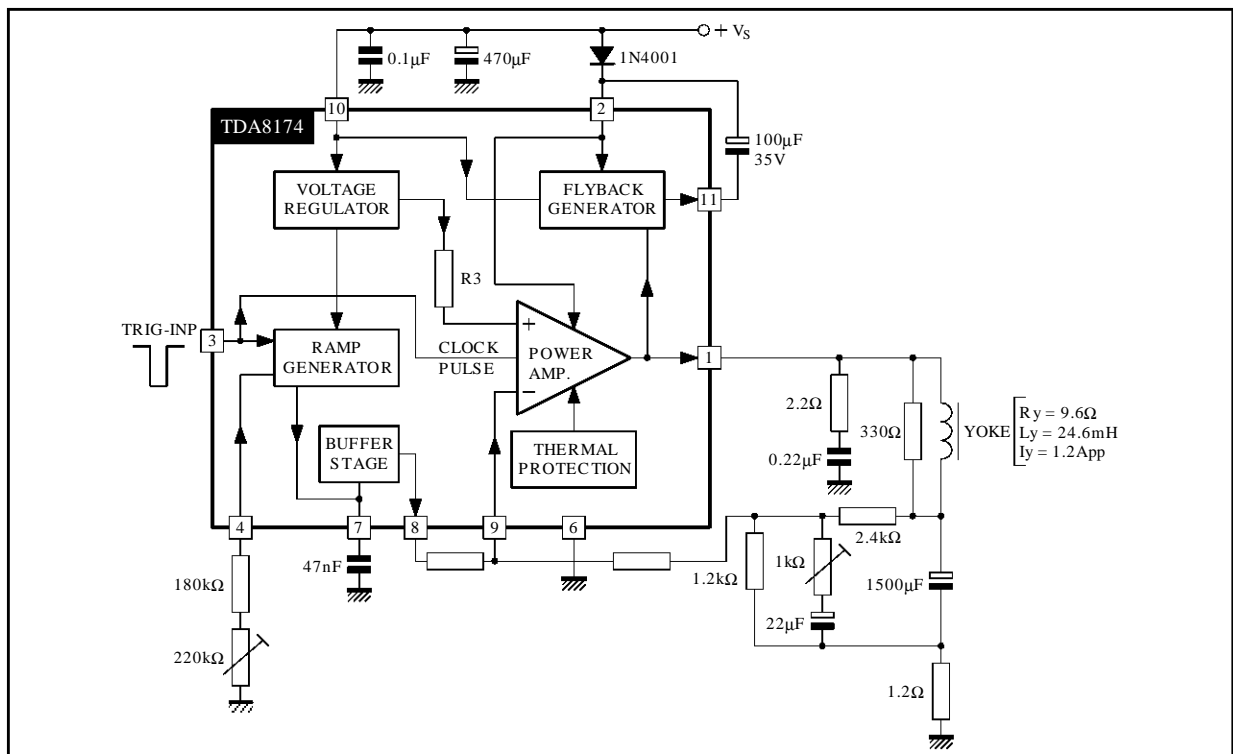 + VS
0.1µF
470µF
1N4001
10
2
TDA8174
100µF
35V
VOLTAGE
REGULATOR
FLYBACK
GENERATOR
11
R3
TRIG-INP
3
RAMP
GENERATOR
CLOCK
PULSE
+
POWER
AMP.
−
1
BUFFER
STAGE
THERMAL
PROTECTION
2.2Ω
0.22µF
330Ω
YOKE
Ry = 9.6Ω
Ly = 24.6mH
Iy = 1.2App
4
7
8
9
6
47nF
180kΩ
220kΩ
2.4kΩ
1.2kΩ
1kΩ
22µF
1500µF
1.2Ω